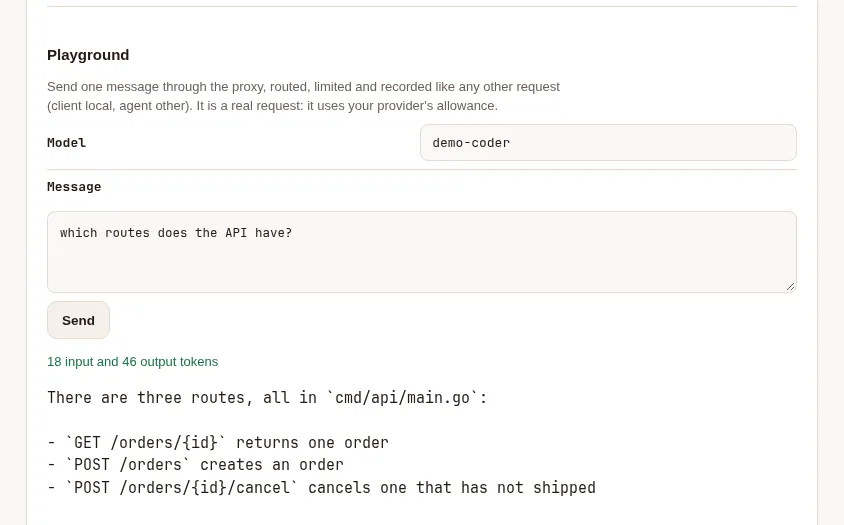 Playground
Send one message through the proxy, routed, limited and recorded like any other request
(client local, agent other). It is a real request: it uses your provider's allowance.
Model
demo-coder
Message
which routes does the API have?
Send
18 input and 46 output tokens
There are three routes, all in `cmd/api/main.go`:
- `GET /orders/{id}` returns one order
- `POST /orders` creates an order
- `POST /orders/{id}/cancel` cancels one that has not shipped